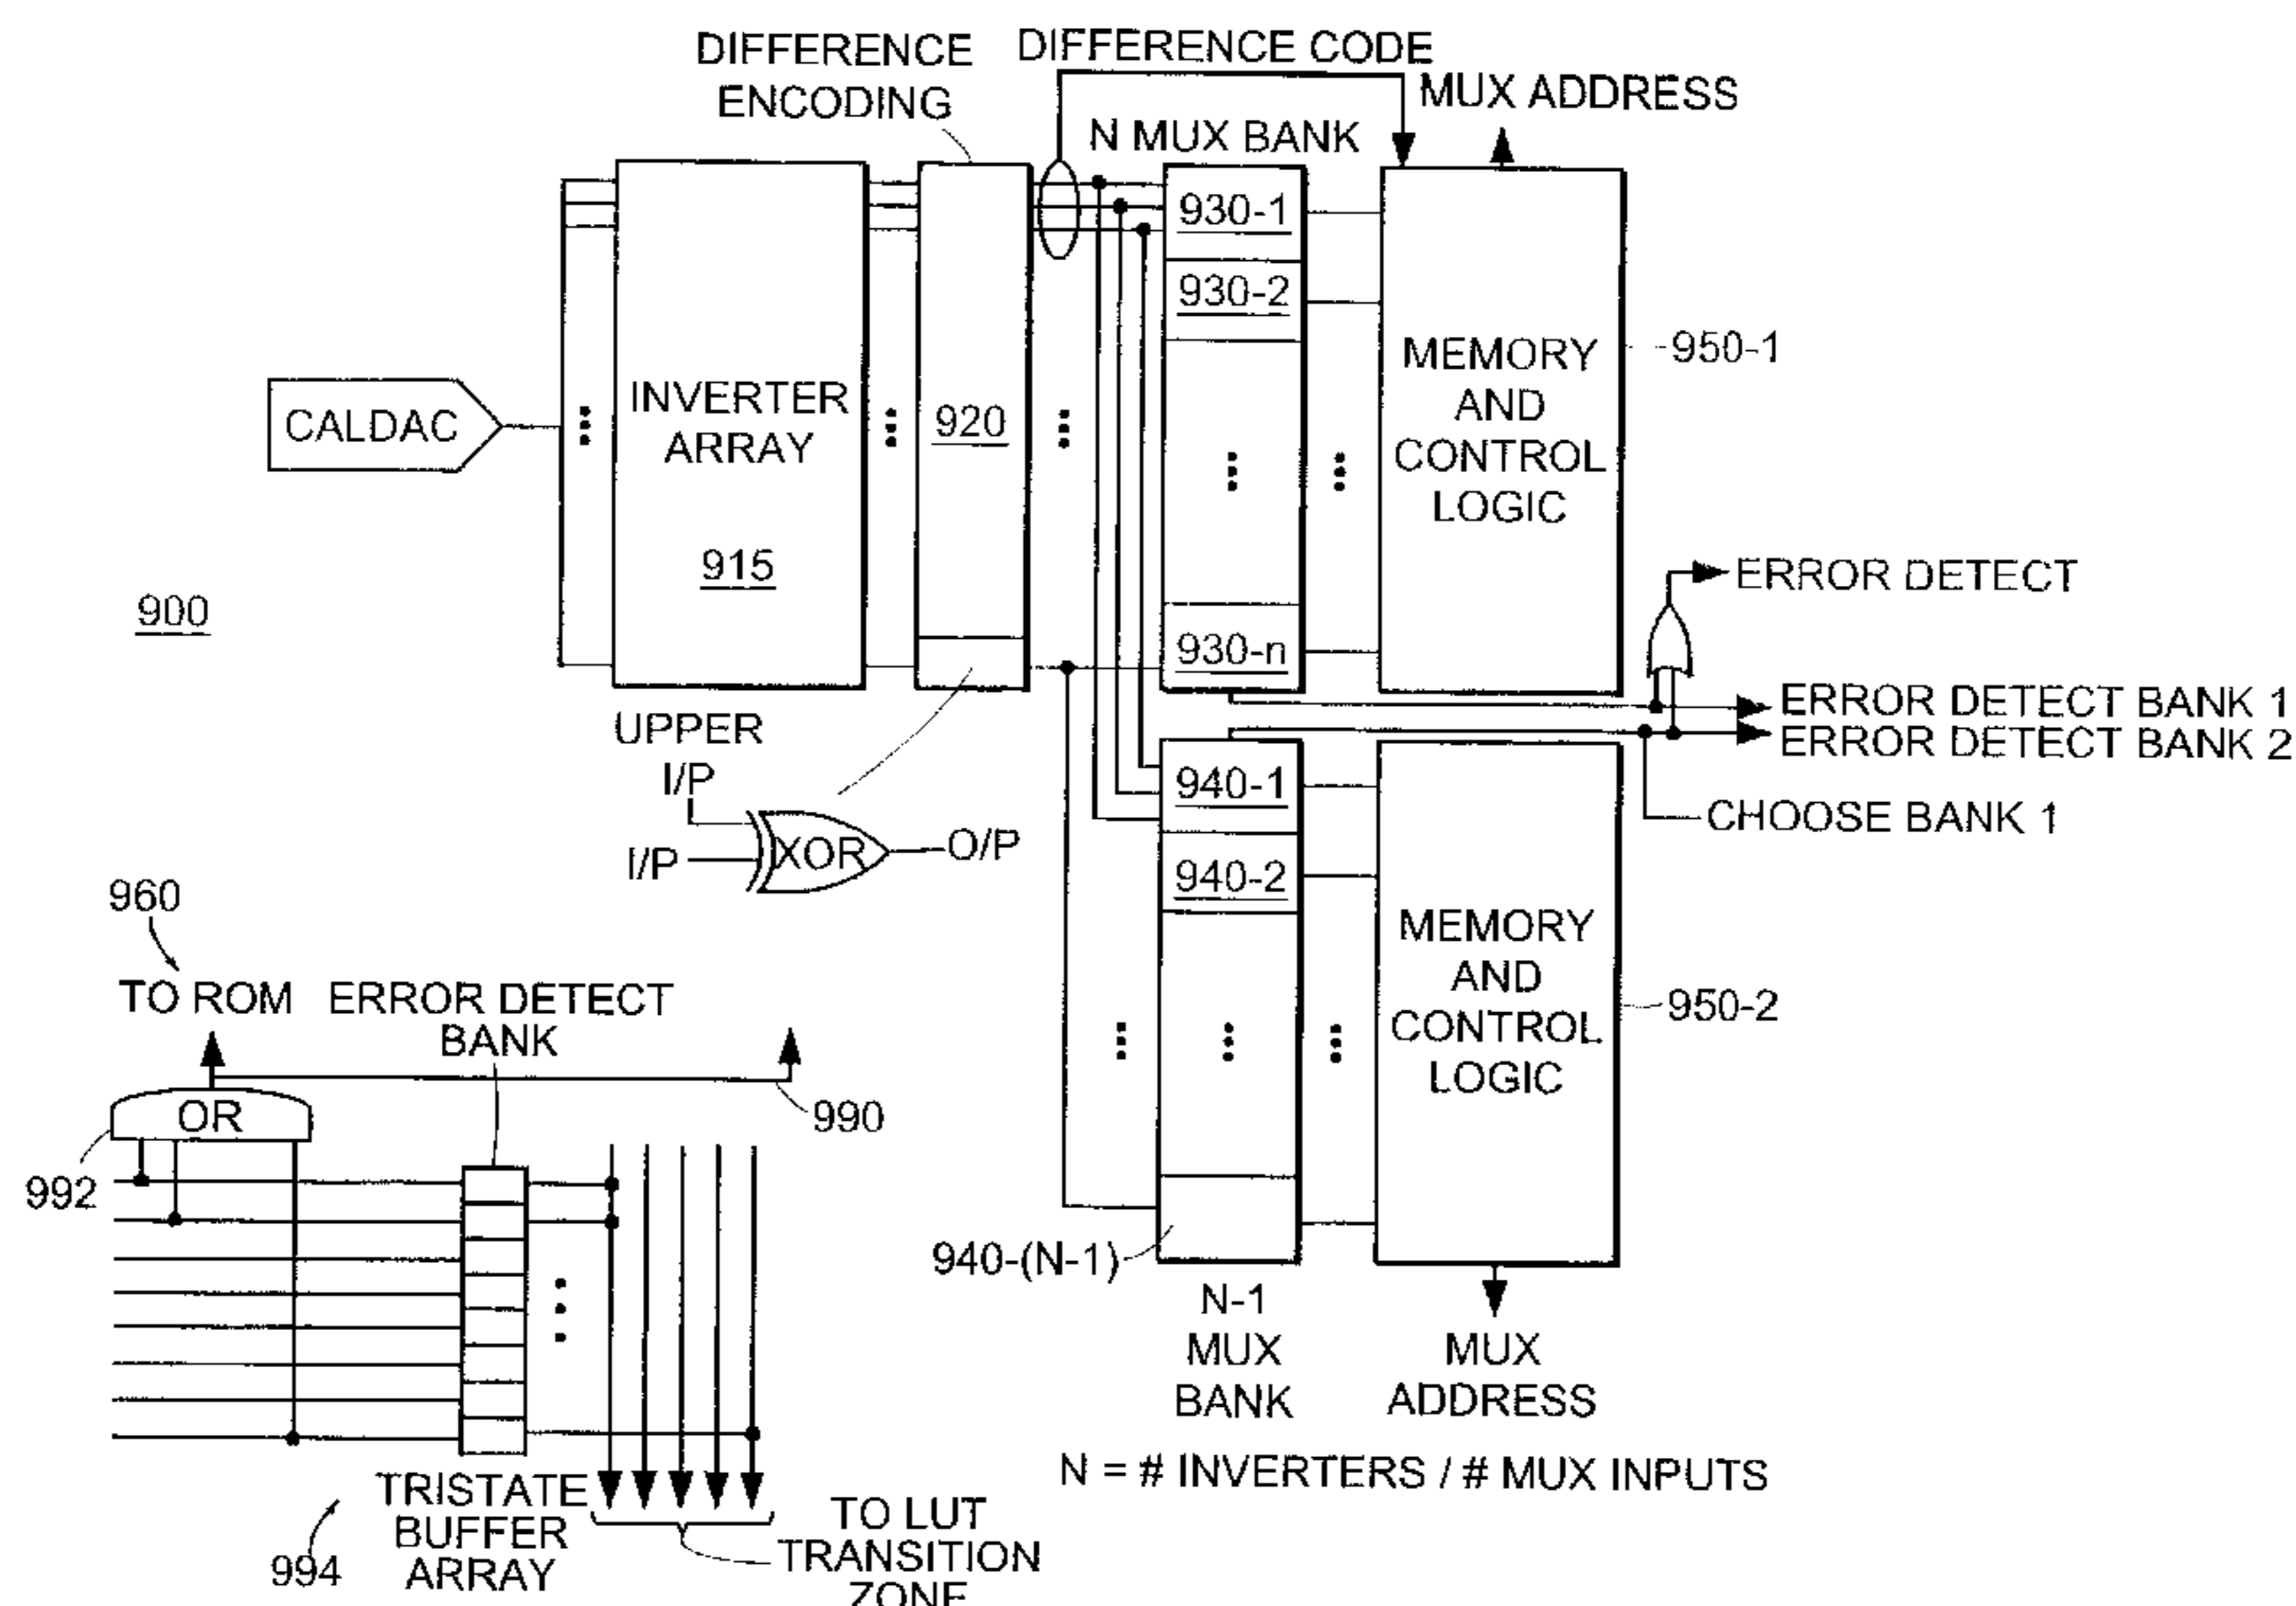 DIFFERENCE
ENCODING
DIFFERENCE CODE
MUX ADDRESS
N MUX BANK
930-1
930-2
930-n
CALDAC
INVERTER
ARRAY
915
920
MEMORY
AND
CONTROL
LOGIC
950-1
900
ERROR DETECT
ERROR DETECT BANK 1
ERROR DETECT BANK 2
CHOOSE BANK 1
UPPER
I/P
I/P
XOR
O/P
940-1
940-2
940-(N-1)
MEMORY
AND
CONTROL
LOGIC
950-2
N-1
MUX
BANK
MUX
ADDRESS
N = # INVERTERS / # MUX INPUTS
960
TO ROM
ERROR DETECT
BANK
OR
990
992
TRISTATE
BUFFER
ARRAY
994
TO LUT
TRANSITION
ZONE